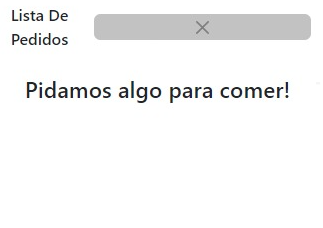 Lista De
Pedidos
Pidamos algo para comer!